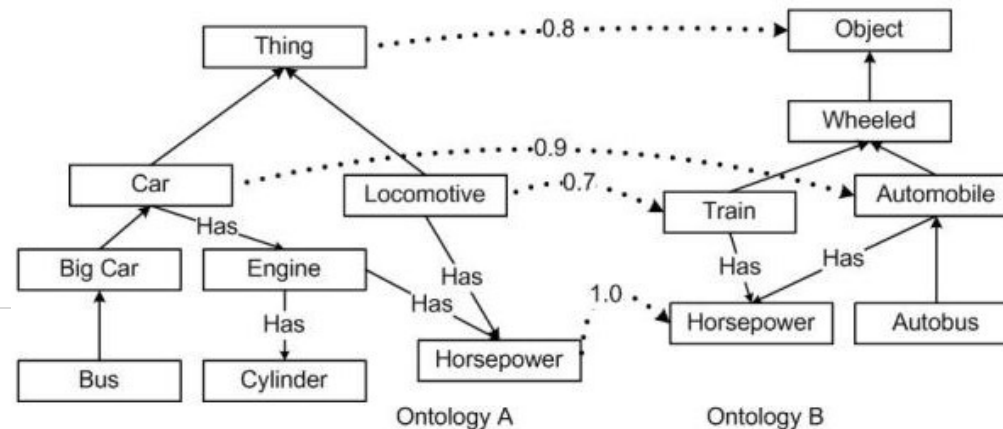 Thing
0.8
Object
Wheeled
Car
0.9
Locomotive
0.7
Train
Automobile
Has
Big Car
Engine
Has
Has
Has
Has
Has
1.0
Horsepower
Autobus
Bus
Cylinder
Horsepower
Ontology A
Ontology B